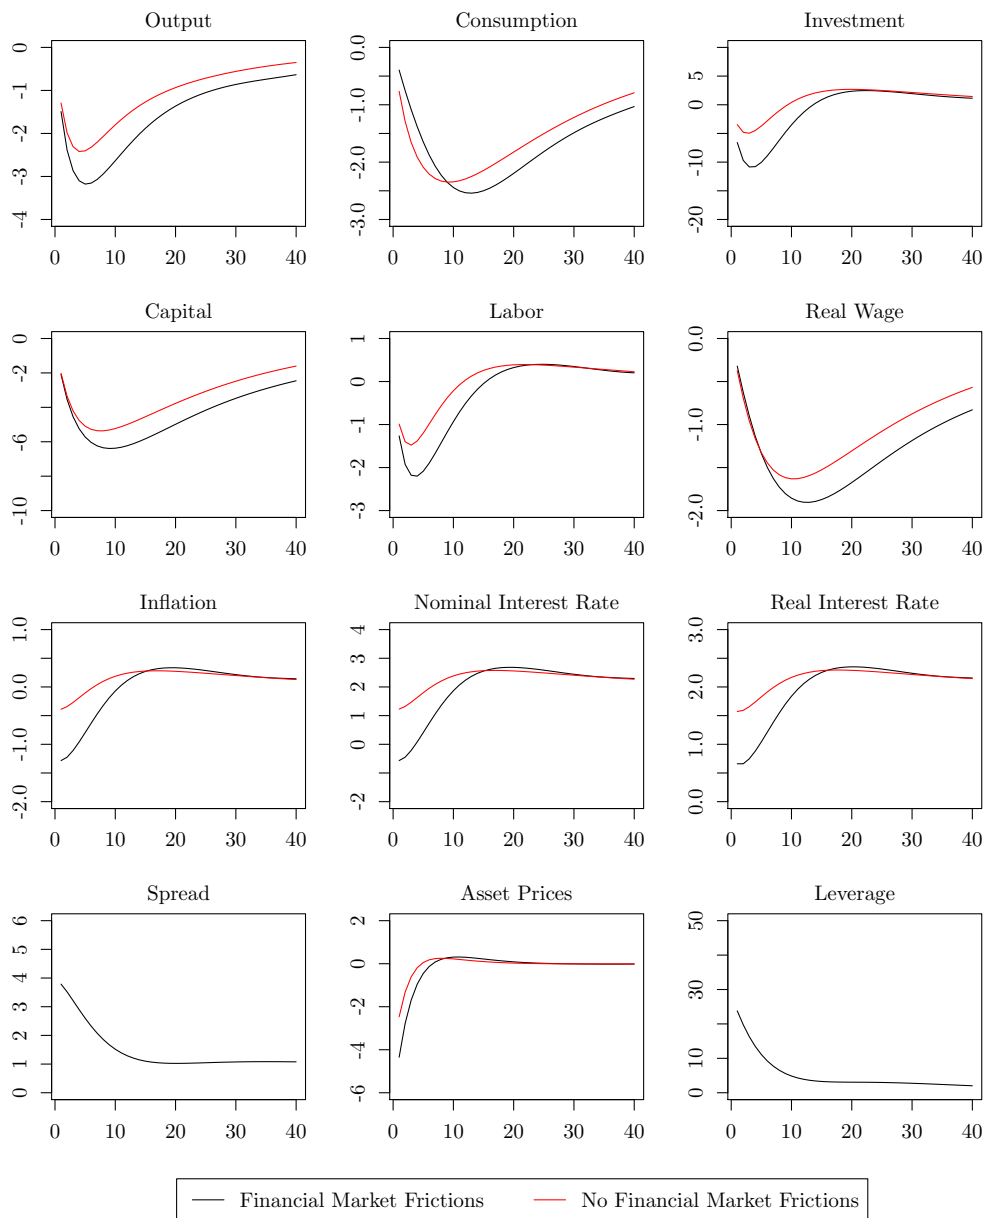 Output
0
-1
-2
-3
-4
0 10 20 30 40
Consumption
0.0
-1.0
-2.0
-3.0
0 10 20 30 40
Investment
5
0
-10
-20
0 10 20 30 40
Capital
0
-2
-6
-10
0 10 20 30 40
Labor
1
0
-1
-2
-3
0 10 20 30 40
Real Wage
0.0
-1.0
-2.0
0 10 20 30 40
Inflation
1.0
0.0
-1.0
-2.0
0 10 20 30 40
Nominal Interest Rate
4
3
2
1
0
-2
0 10 20 30 40
Real Interest Rate
3.0
2.0
1.0
0.0
0 10 20 30 40
Spread
6
5
4
3
2
1
0
0 10 20 30 40
Asset Prices
2
0
-2
-4
-6
0 10 20 30 40
Leverage
50
30
10
0
0 10 20 30 40
Financial Market Frictions
No Financial Market Frictions